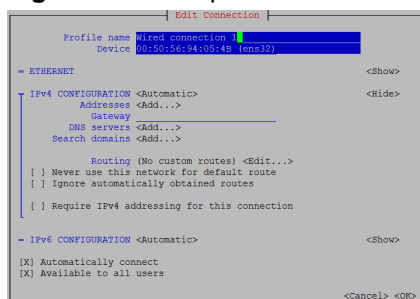 Edit Connection
Profile name Wired connection 1
Device 00:50:56:94:05:4B (ens32)
= ETHERNET <Show>
IPv4 CONFIGURATION <Automatic> <Hide>
Addresses <Add...>
Gateway
DNS servers <Add...>
Search domains <Add...>
Routing (No custom routes) <Edit...>
[ ] Never use this network for default route
[ ] Ignore automatically obtained routes
[ ] Require IPv4 addressing for this connection
= IPv6 CONFIGURATION <Automatic> <Show>
[X] Automatically connect
[X] Available to all users
<Cancel> <OK>